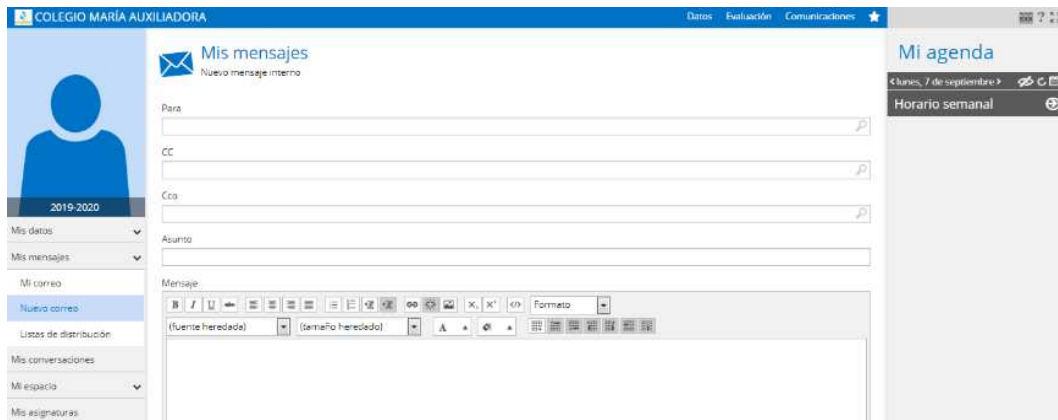 COLEGIO MARÍA AUXILIADORA
Datos Evaluación Comunicaciones
Mis mensajes
Nuevo mensaje interno
Para
CC
Cco
Asunto
Mensaje
B I U abc
Formato
(fuente heredada) (tamaño heredado) A
2019-2020
Mis datos
Mis mensajes
Mi correo
Nuevo correo
Listas de distribución
Mis conversaciones
Mi espacio
Mis asignaturas
Mi agenda
<lunes, 7 de septiembre>
Horario semanal